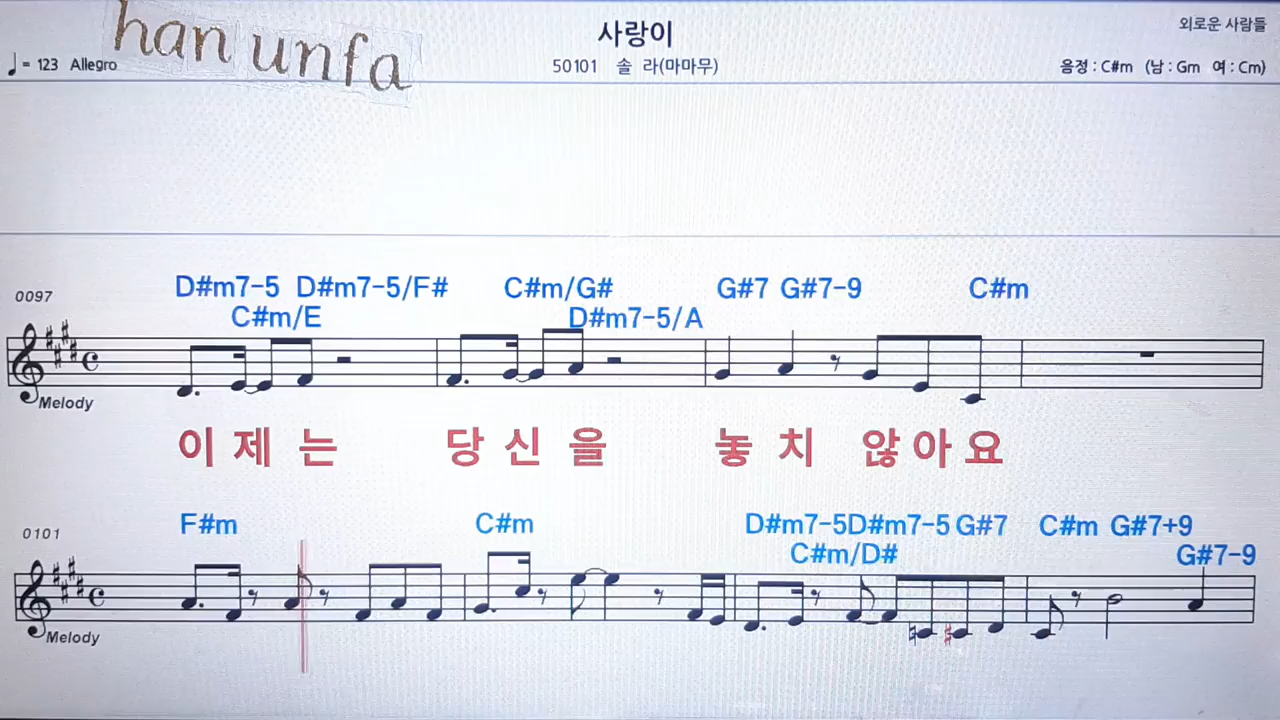 han unfa
사랑이
외로운 사람들
♩= 123 Allegro
50101 솔 라(마마무)
음정 : C#m (남 : Gm 여 : Cm)
D#m7-5 D#m7-5/F# C#m/G# G#7 G#7-9 C#m
0097
C#m/E D#m7-5/A
Melody
이 제 는 당 신 을 놓 치 않 아 요
F#m C#m D#m7-5 D#m7-5 G#7 C#m G#7+9
0101
C#m/D# G#7-9
Melody